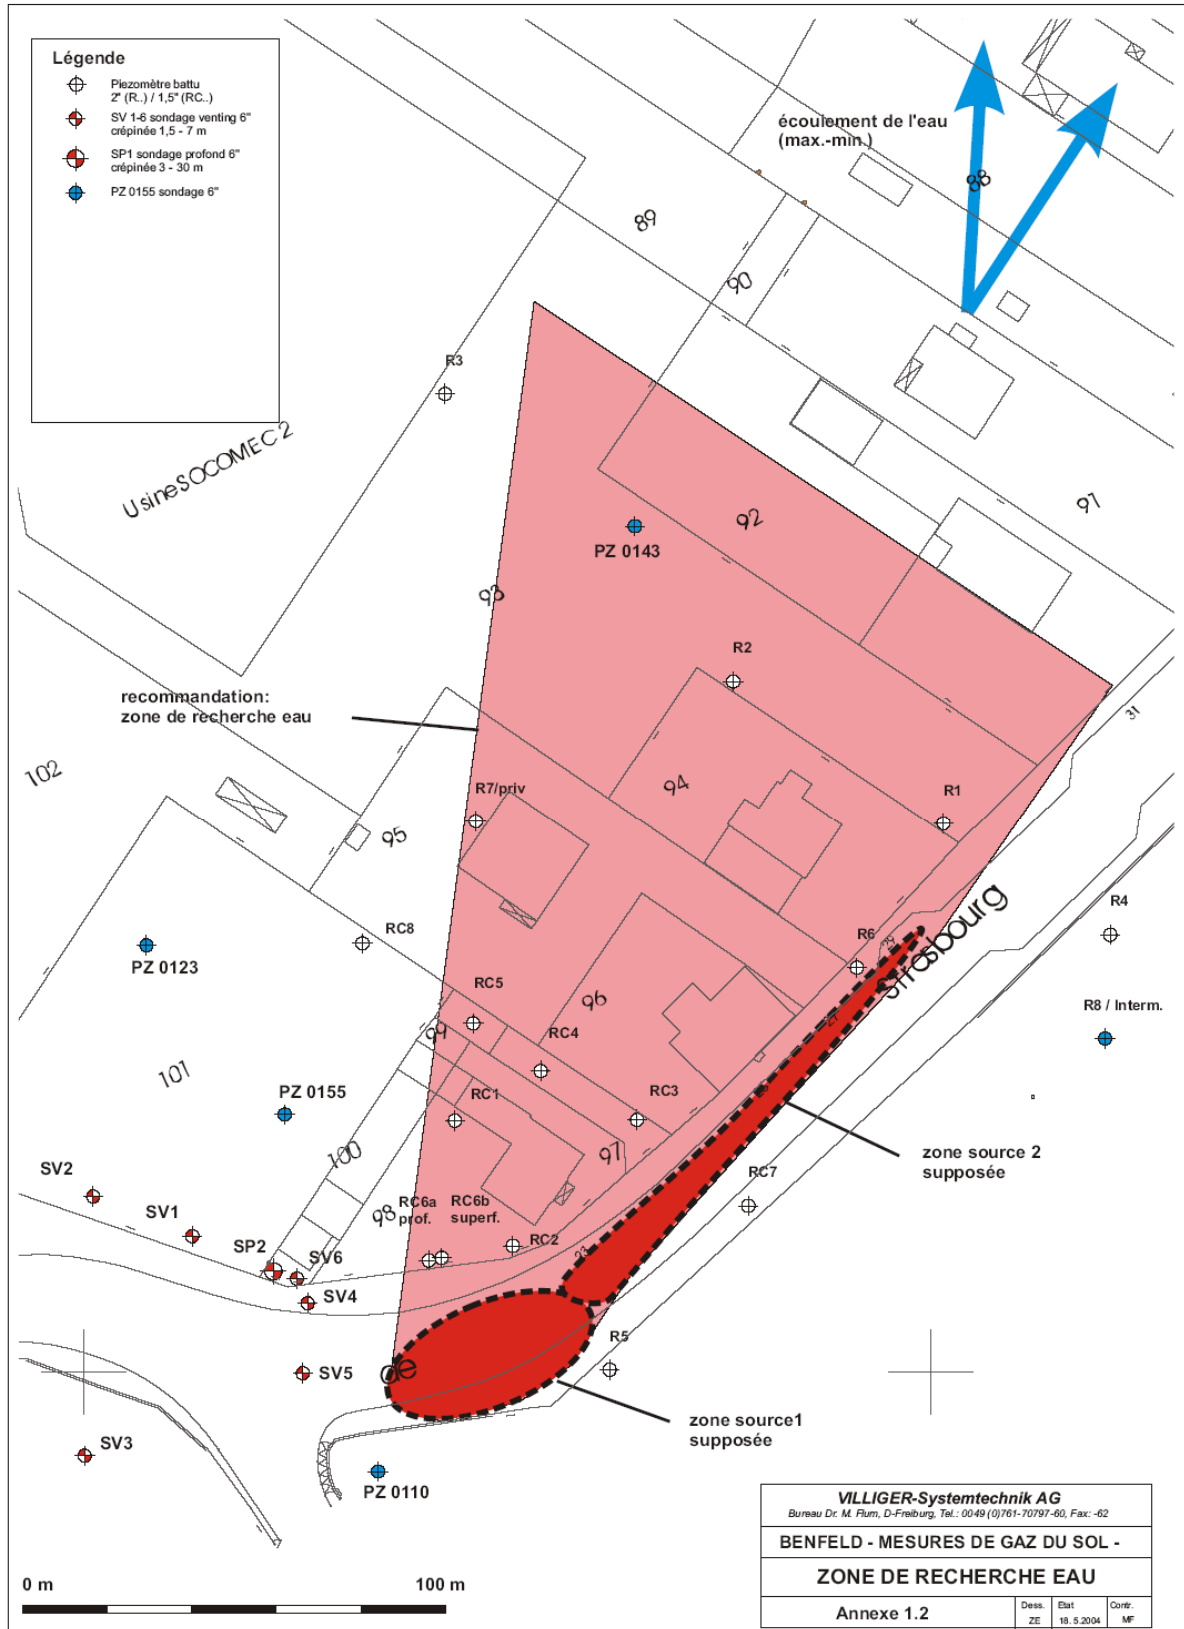 Légende
Piezomètre battu
2" (R..) / 1,5" (RC..)
SV 1-6 sondage venting 6"
crépinée 1,5 - 7 m
SP1 sondage profond 6"
crépinée 3 - 30 m
PZ 0155 sondage 6"
écoulement de l'eau
(max.-min.)
88
89
90
R3
Usine SOCOMEC 2
91
92
PZ 0143
93
R2
recommandation:
zone de recherche eau
31
102
94
R7/priv
R1
95
Strasbourg
R4
R6
29
RC8
PZ 0123
RC5
96
R8 / Interm.
27
99
RC4
101
PZ 0155
RC1
RC3
100
97
zone source 2
supposée
SV2
RC7
98
RC6a
prof.
RC6b
superf.
SV1
RC2
23
SP2
SV6
SV4
R5
de
SV5
zone source1
supposée
SV3
PZ 0110
VILLIGER-Systemtechnik AG
Bureau Dr. M. Flum, D-Freiburg, Tel.: 0049 (0)761-70797-60, Fax: -62
BENFELD - MESURES DE GAZ DU SOL -
ZONE DE RECHERCHE EAU
Annexe 1.2
Dess.
ZE
Etat
18.5.2004
Contr.
MF
0 m
100 m